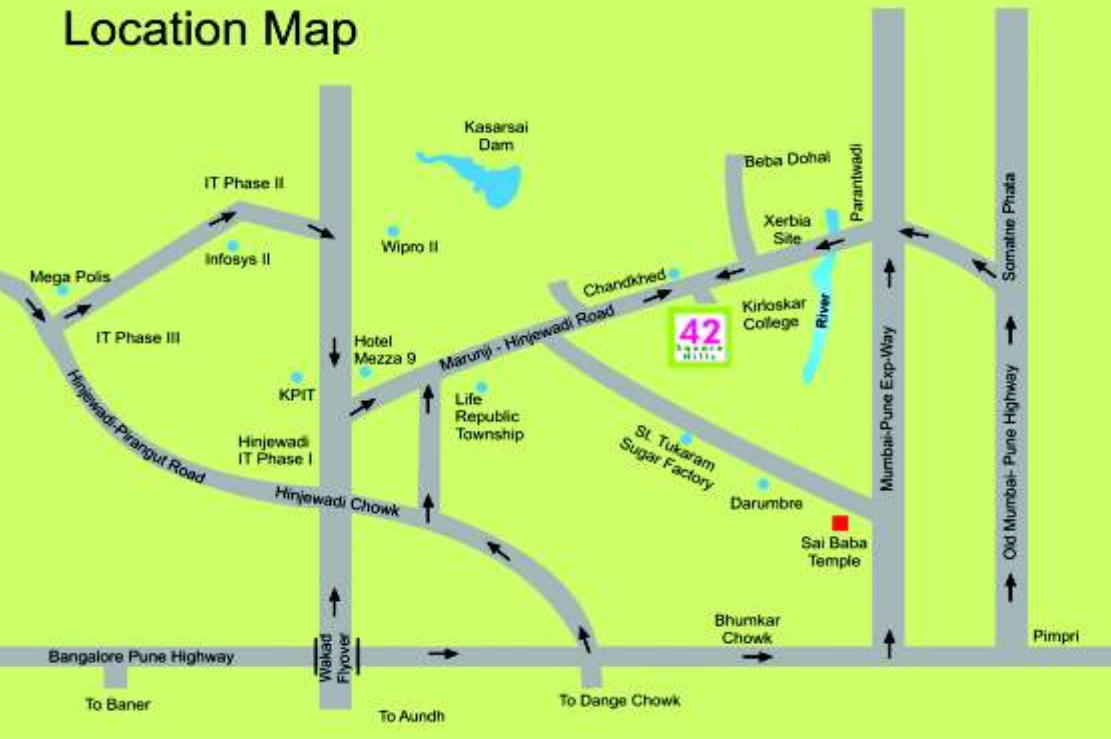 Location Map
Kasarsai
Dam
Beba Dohal
Parantwadi
Somatne Phata
IT Phase II
Xerbia
Site
Wipro II
Infosys II
Mega Polis
Chandkhed
Kirloskar
College
River
42
Square
Hills
IT Phase III
Hotel
Mezza 9
Marunji - Hinjewadi Road
KPIT
Life
Republic
Township
Hinjewadi
IT Phase I
Hinjewadi-Pirangut Road
St. Tukaram
Sugar Factory
Mumbai-Pune Exp-Way
Old Mumbai- Pune Highway
Hinjewadi Chowk
Darumbre
Sai Baba
Temple
Bhumkar
Chowk
Pimpri
Bangalore Pune Highway
Wakad
Flyover
To Baner
To Aundh
To Dange Chowk